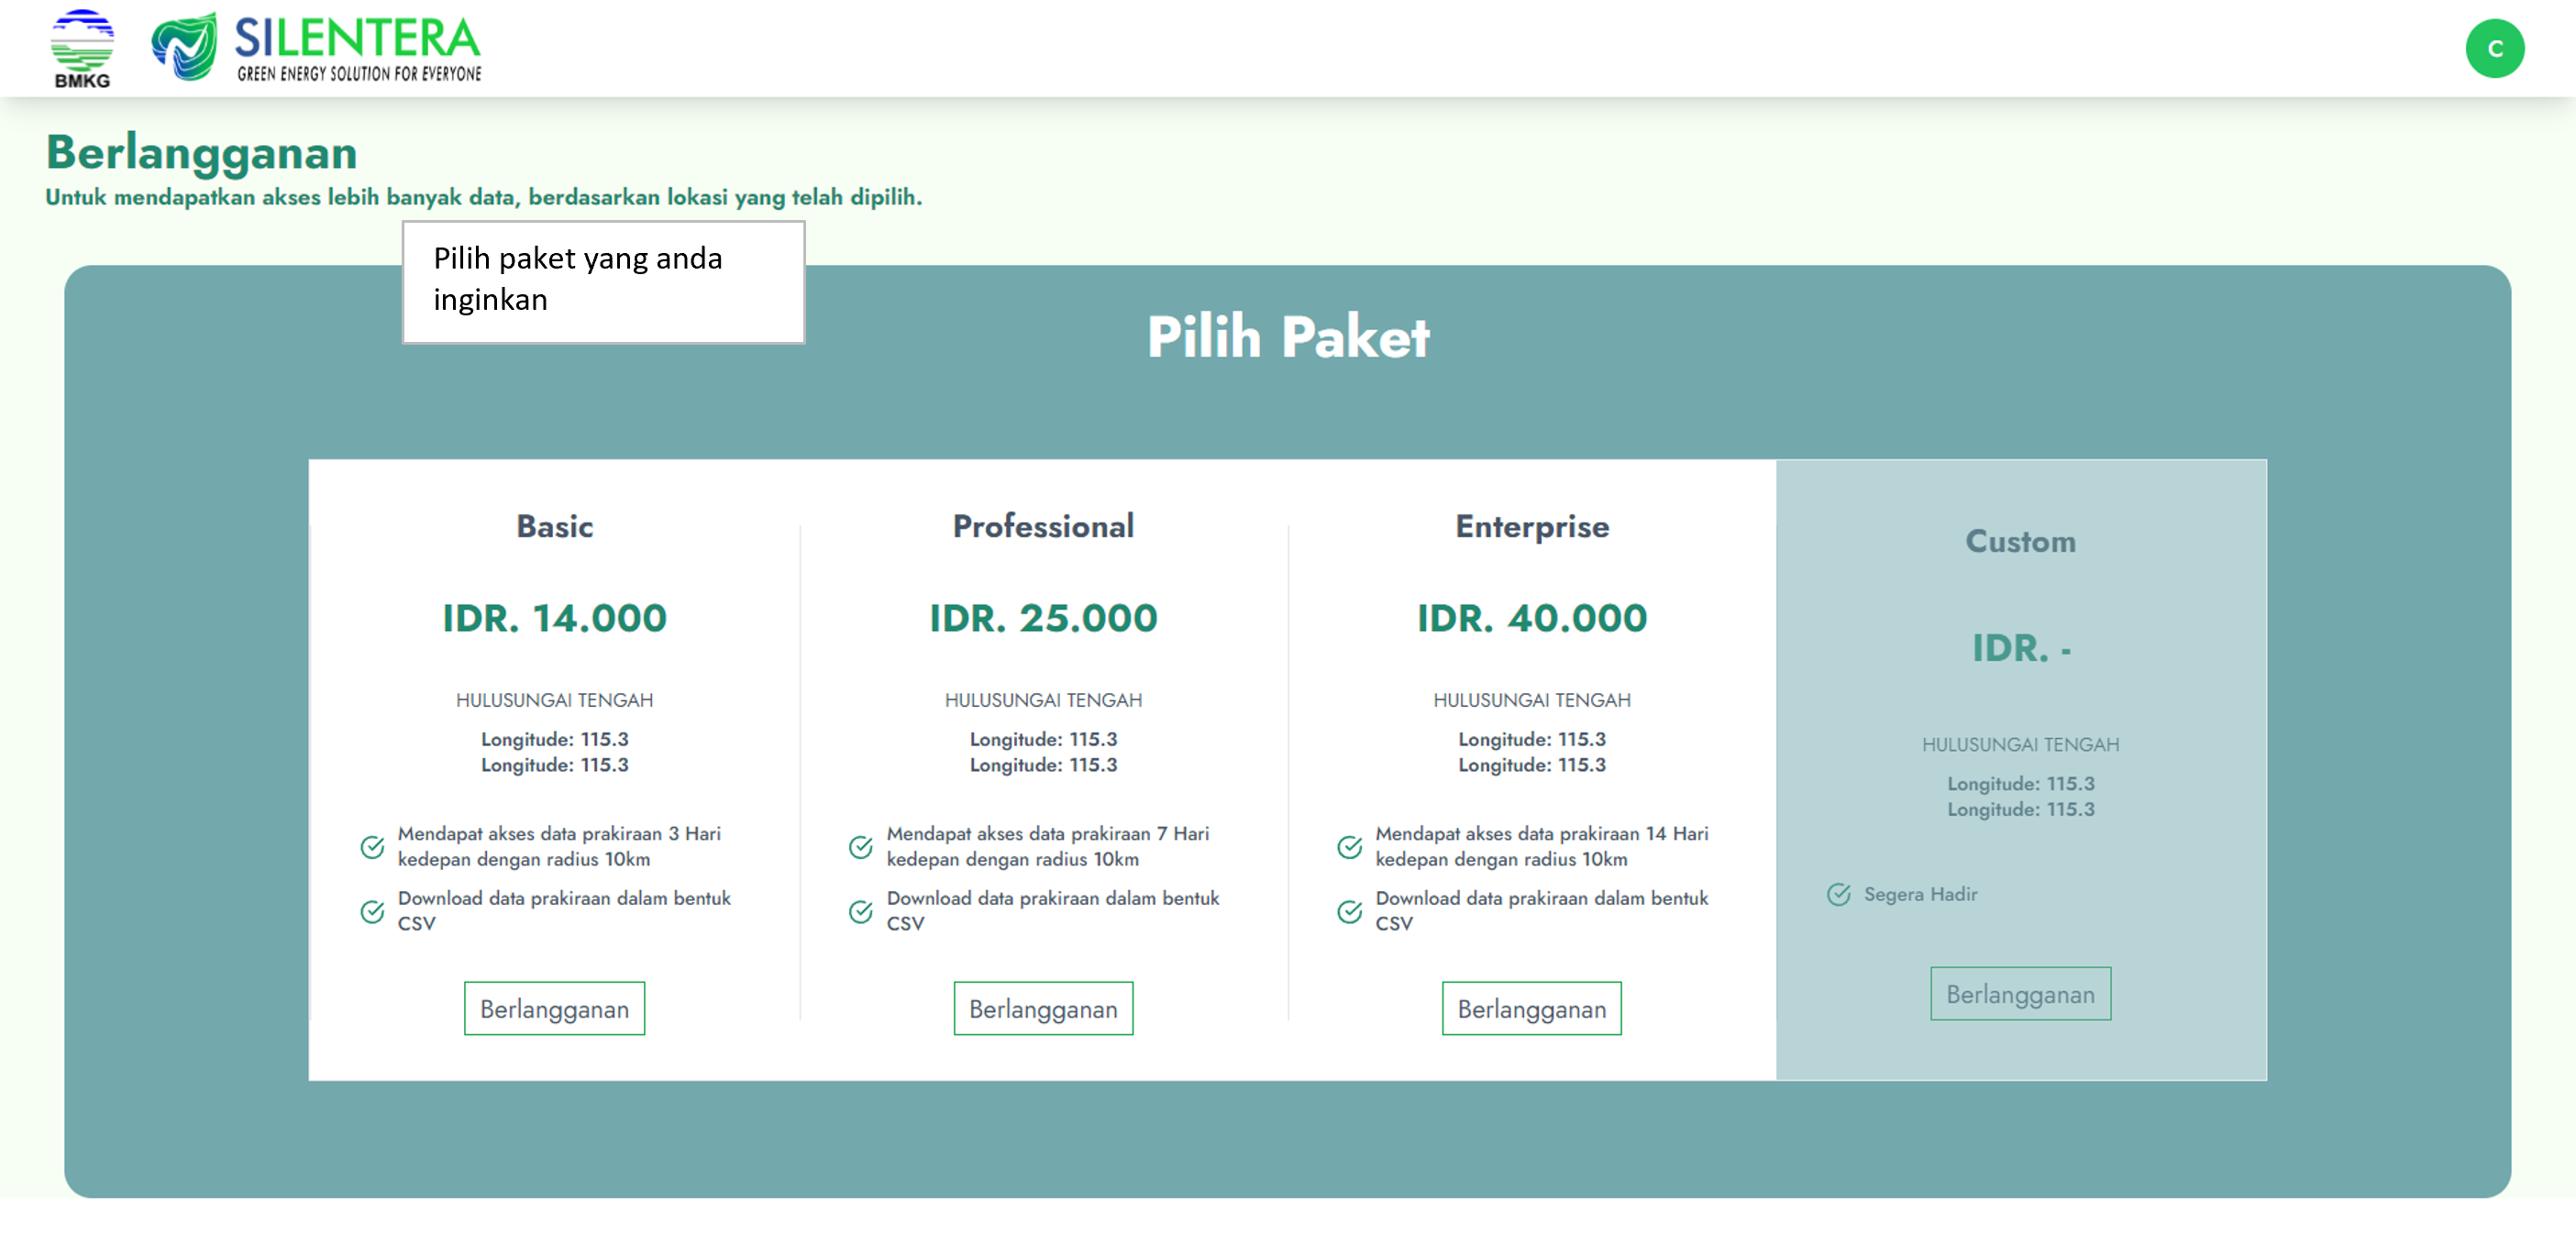 BMKG
SILENTERA
GREEN ENERGY SOLUTION FOR EVERYONE
C
Berlangganan
Untuk mendapatkan akses lebih banyak data, berdasarkan lokasi yang telah dipilih.
Pilih paket yang anda
inginkan
Pilih Paket
Basic
IDR. 14.000
HULUSUNGAI TENGAH
Longitude: 115.3
Longitude: 115.3
Mendapat akses data prakiraan 3 Hari
kedepan dengan radius 10km
Download data prakiraan dalam bentuk
CSV
Berlangganan
Professional
IDR. 25.000
HULUSUNGAI TENGAH
Longitude: 115.3
Longitude: 115.3
Mendapat akses data prakiraan 7 Hari
kedepan dengan radius 10km
Download data prakiraan dalam bentuk
CSV
Berlangganan
Enterprise
IDR. 40.000
HULUSUNGAI TENGAH
Longitude: 115.3
Longitude: 115.3
Mendapat akses data prakiraan 14 Hari
kedepan dengan radius 10km
Download data prakiraan dalam bentuk
CSV
Berlangganan
Custom
IDR. -
HULUSUNGAI TENGAH
Longitude: 115.3
Longitude: 115.3
Segera Hadir
Berlangganan